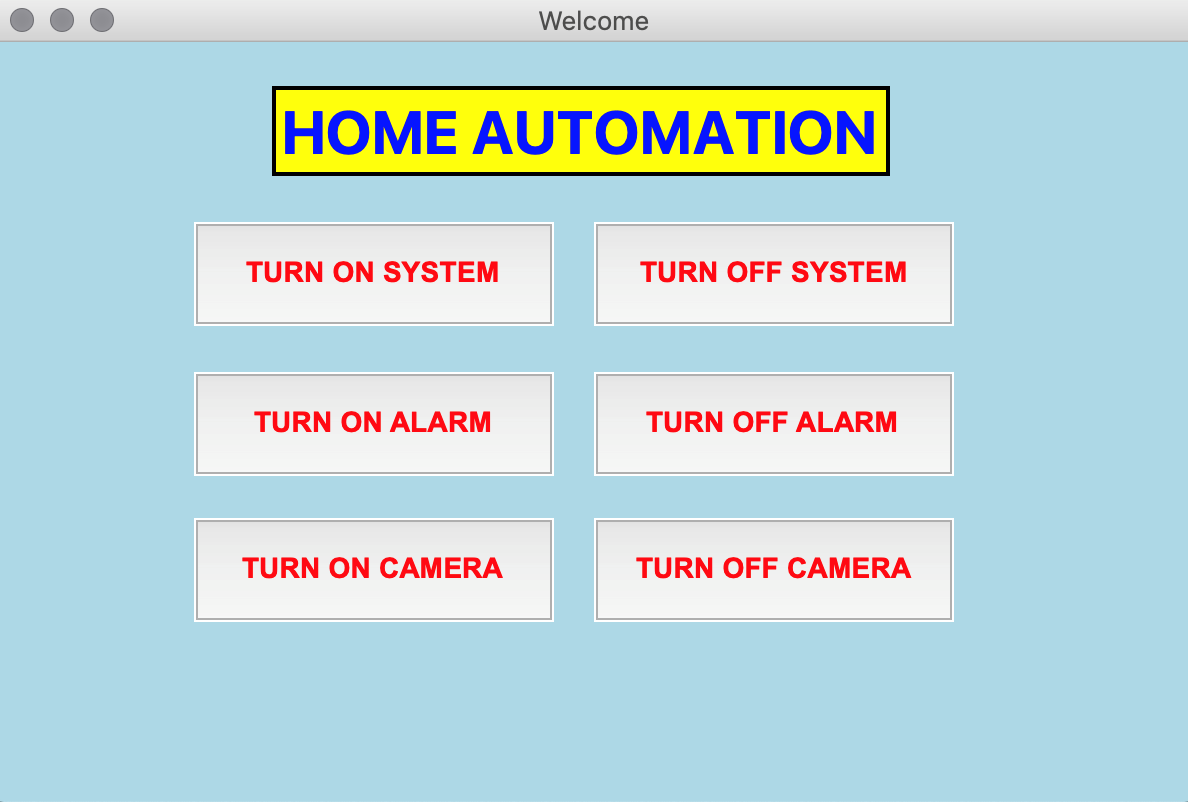 Welcome
HOME AUTOMATION
TURN ON SYSTEM
TURN OFF SYSTEM
TURN ON ALARM
TURN OFF ALARM
TURN ON CAMERA
TURN OFF CAMERA